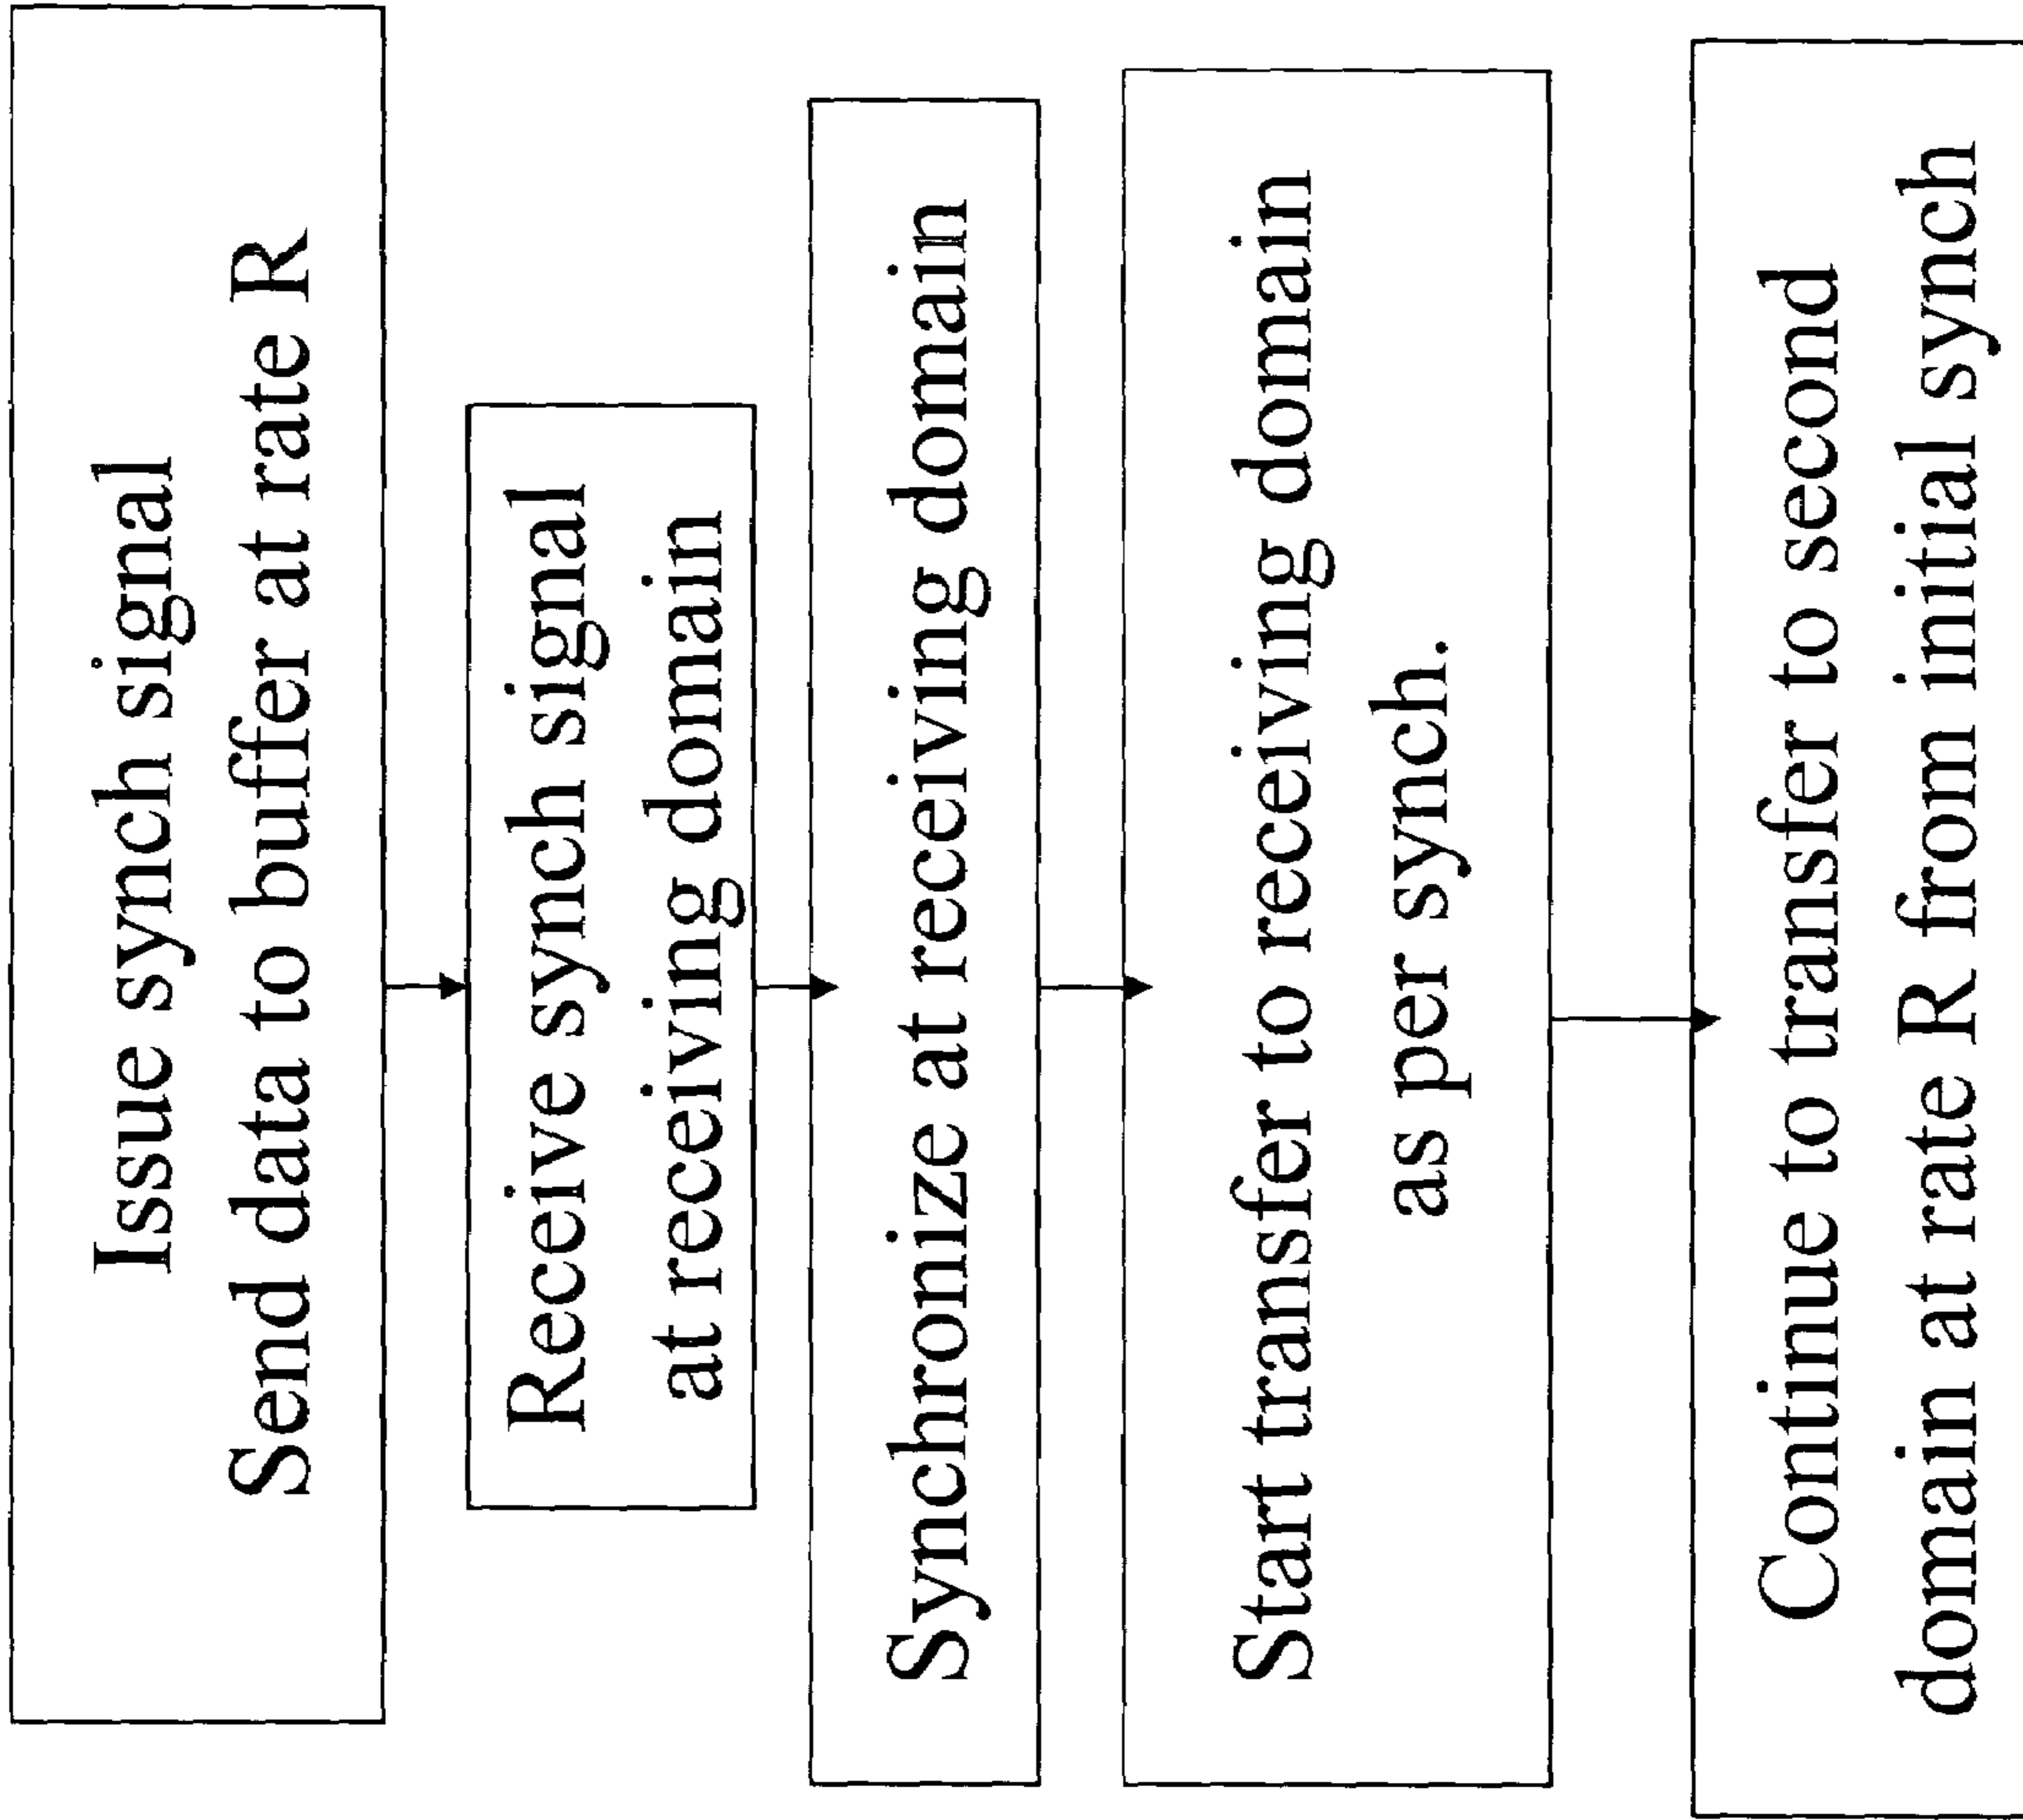 Issue synch signal
Send data to buffer at rate R
Receive synch signal
at receiving domain
Synchronize at receiving domain
Start transfer to receiving domain
as per synch.
Continue to transfer to second
domain at rate R from initial synch